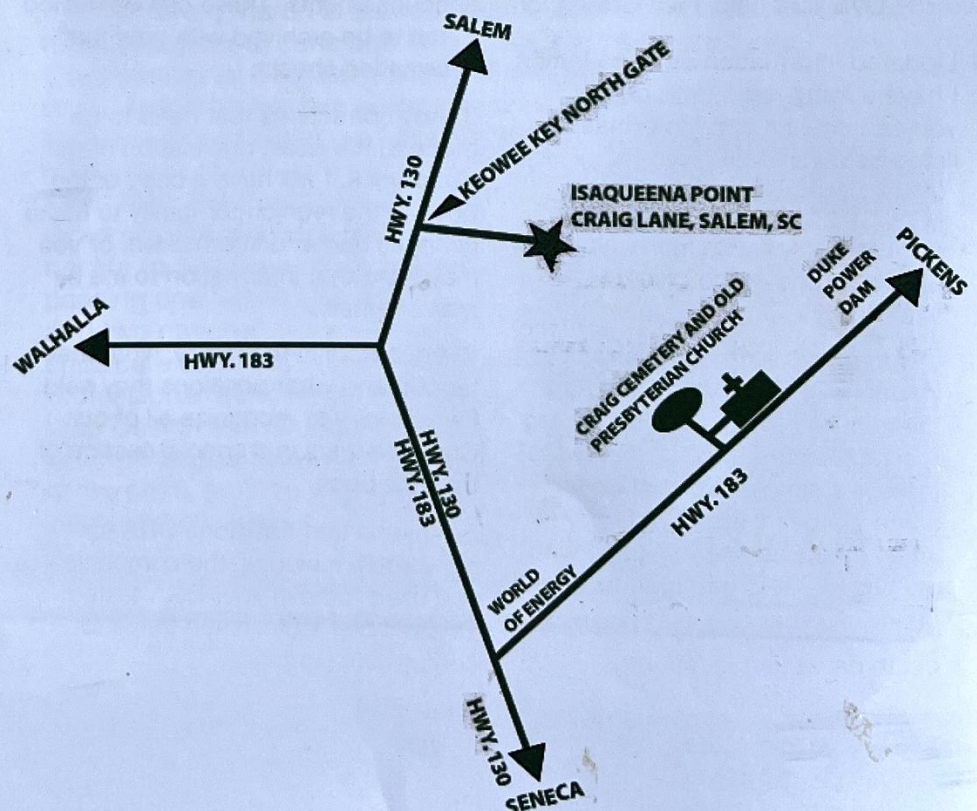 SALEM
KEOWEE KEY NORTH GATE
HWY. 130
ISAQUEENA POINT
CRAIG LANE, SALEM, SC
PICKENS
DUKE
POWER
DAM
WALHALLA
HWY. 183
CRAIG CEMETERY AND OLD
PRESBYTERIAN CHURCH
HWY. 130
HWY. 183
HWY. 183
WORLD
OF ENERGY
HWY. 130
SENECA